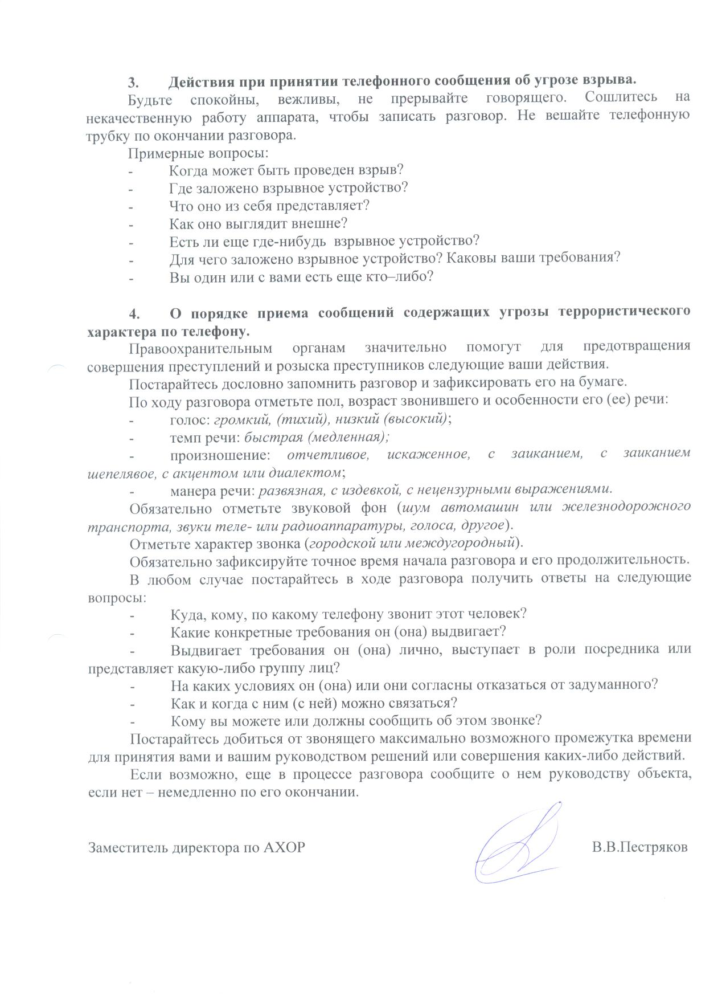 3. Действия при принятии телефонного сообщения об угрозе взрыва.
Будьте спокойны, вежливы, не прерывайте говорящего. Сошлитесь на
некачественную работу аппарата, чтобы записать разговор. Не вешайте телефонную
трубку по окончании разговора.
Примерные вопросы:
- Когда может быть проведен взрыв?
- Где заложено взрывное устройство?
- Что оно из себя представляет?
- Как оно выглядит внешне?
- Есть ли еще где-нибудь взрывное устройство?
- Для чего заложено взрывное устройство? Каковы ваши требования?
- Вы один или с вами есть еще кто–либо?
4. О порядке приема сообщений содержащих угрозы террористического
характера по телефону.
Правоохранительным органам значительно помогут для предотвращения
совершения преступлений и розыска преступников следующие ваши действия.
Постарайтесь дословно запомнить разговор и зафиксировать его на бумаге.
По ходу разговора отметьте пол, возраст звонившего и особенности его (ее) речи:
- голос: громкий, (тихий), низкий (высокий);
- темп речи: быстрая (медленная);
- произношение: отчетливое, искаженное, с заиканием, с заиканием
шепелявое, с акцентом или диалектом;
- манера речи: развязная, с издевкой, с нецензурными выражениями.
Обязательно отметьте звуковой фон (шум автомашин или железнодорожного
транспорта, звуки теле- или радиоаппаратуры, голоса, другое).
Отметьте характер звонка (городской или междугородный).
Обязательно зафиксируйте точное время начала разговора и его продолжительность.
В любом случае постарайтесь в ходе разговора получить ответы на следующие
вопросы:
- Куда, кому, по какому телефону звонит этот человек?
- Какие конкретные требования он (она) выдвигает?
- Выдвигает требования он (она) лично, выступает в роли посредника или
представляет какую-либо группу лиц?
- На каких условиях он (она) или они согласны отказаться от задуманного?
- Как и когда с ним (с ней) можно связаться?
- Кому вы можете или должны сообщить об этом звонке?
Постарайтесь добиться от звонящего максимально возможного промежутка времени
для принятия вами и вашим руководством решений или совершения каких-либо действий.
Если возможно, еще в процессе разговора сообщите о нем руководству объекта,
если нет – немедленно по его окончании.
Заместитель директора по АХОР В.В.Пестряков